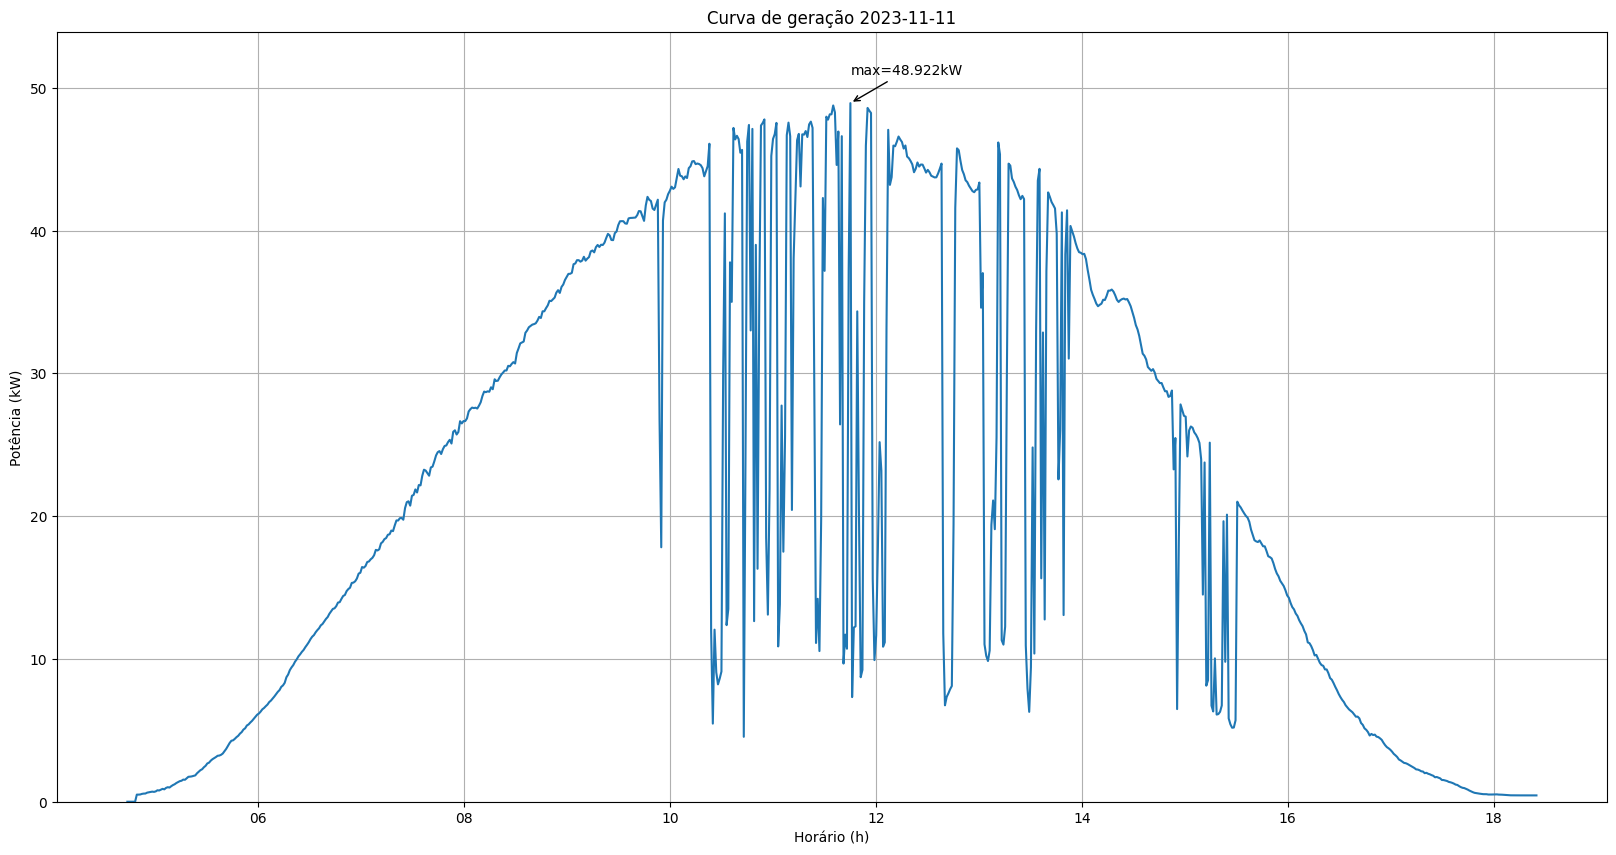 Curva de geração 2023-11-11
max=48.922kW
50
40
30
20
10
0
Potência (kW)
06 08 10 12 14 16 18
Horário (h)